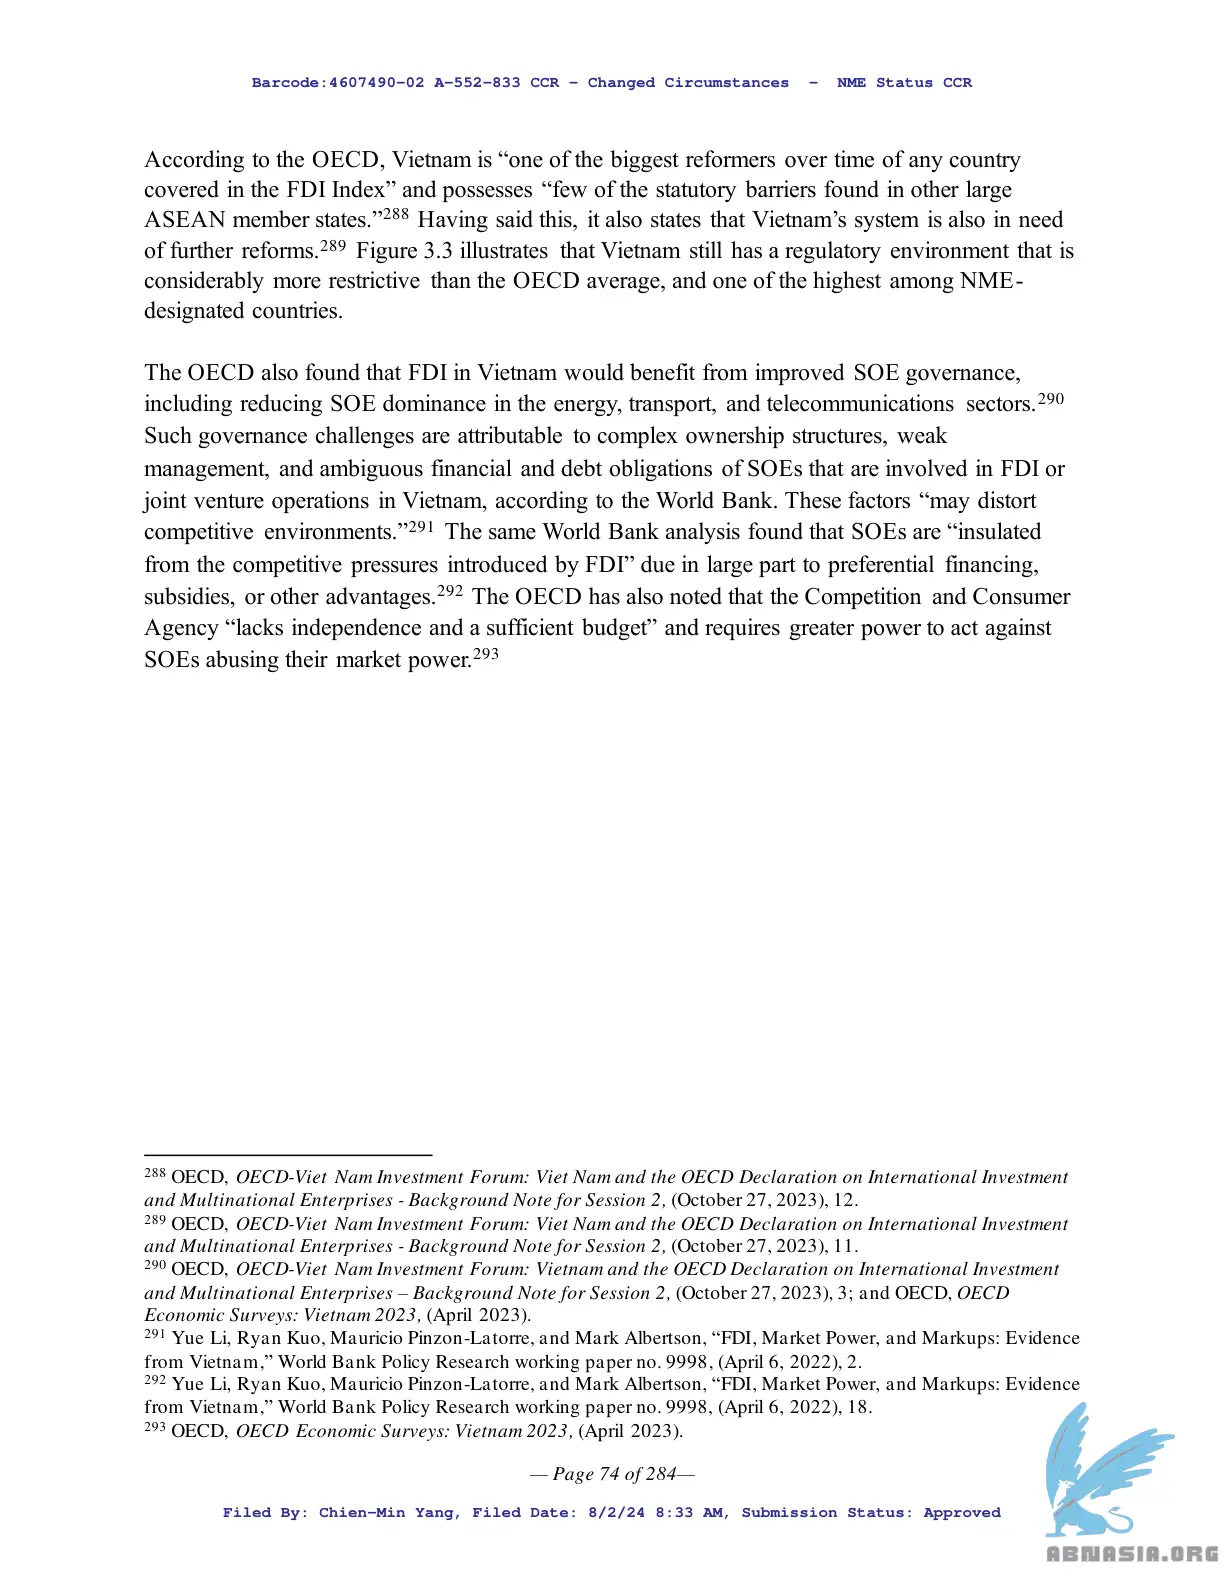 Barcode:4607490-02 A-552-833 CCR - Changed Circumstances - NME Status CCR
According to the OECD, Vietnam is “one of the biggest reformers over time of any country
covered in the FDI Index” and possesses “few of the statutory barriers found in other large
ASEAN member states.”288 Having said this, it also states that Vietnam’s system is also in need
of further reforms.289 Figure 3.3 illustrates that Vietnam still has a regulatory environment that is
considerably more restrictive than the OECD average, and one of the highest among NME-
designated countries.
The OECD also found that FDI in Vietnam would benefit from improved SOE governance,
including reducing SOE dominance in the energy, transport, and telecommunications sectors.290
Such governance challenges are attributable to complex ownership structures, weak
management, and ambiguous financial and debt obligations of SOEs that are involved in FDI or
joint venture operations in Vietnam, according to the World Bank. These factors “may distort
competitive environments.”291 The same World Bank analysis found that SOEs are “insulated
from the competitive pressures introduced by FDI” due in large part to preferential financing,
subsidies, or other advantages.292 The OECD has also noted that the Competition and Consumer
Agency “lacks independence and a sufficient budget” and requires greater power to act against
SOEs abusing their market power.293
288 OECD, OECD-Viet Nam Investment Forum: Viet Nam and the OECD Declaration on International Investment
and Multinational Enterprises - Background Note for Session 2, (October 27, 2023), 12.
289 OECD, OECD-Viet Nam Investment Forum: Viet Nam and the OECD Declaration on International Investment
and Multinational Enterprises - Background Note for Session 2, (October 27, 2023), 11.
290 OECD, OECD-Viet Nam Investment Forum: Vietnam and the OECD Declaration on International Investment
and Multinational Enterprises – Background Note for Session 2, (October 27, 2023), 3; and OECD, OECD
Economic Surveys: Vietnam 2023, (April 2023).
291 Yue Li, Ryan Kuo, Mauricio Pinzon-Latorre, and Mark Albertson, “FDI, Market Power, and Markups: Evidence
from Vietnam,” World Bank Policy Research working paper no. 9998, (April 6, 2022), 2.
292 Yue Li, Ryan Kuo, Mauricio Pinzon-Latorre, and Mark Albertson, “FDI, Market Power, and Markups: Evidence
from Vietnam,” World Bank Policy Research working paper no. 9998, (April 6, 2022), 18.
293 OECD, OECD Economic Surveys: Vietnam 2023, (April 2023).
— Page 74 of 284—
Filed By: Chien-Min Yang, Filed Date: 8/2/24 8:33 AM, Submission Status: Approved
ABNASIA.ORG